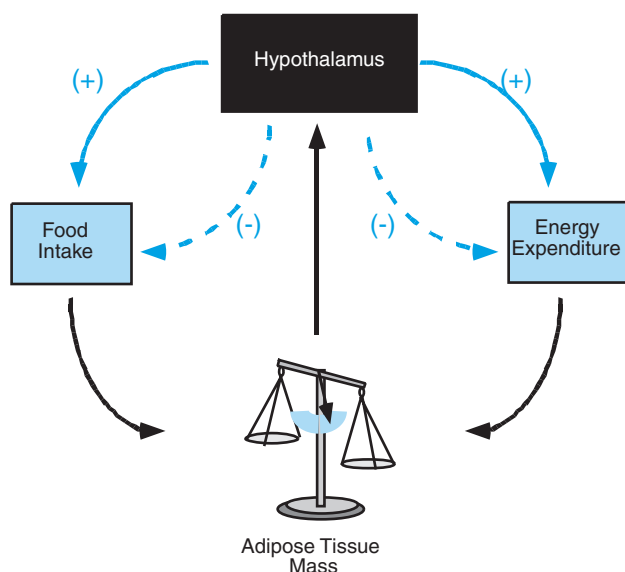 Hypothalamus
(+)
(+)
(-)
(-)
Food
Intake
Energy
Expenditure
Adipose Tissue
Mass